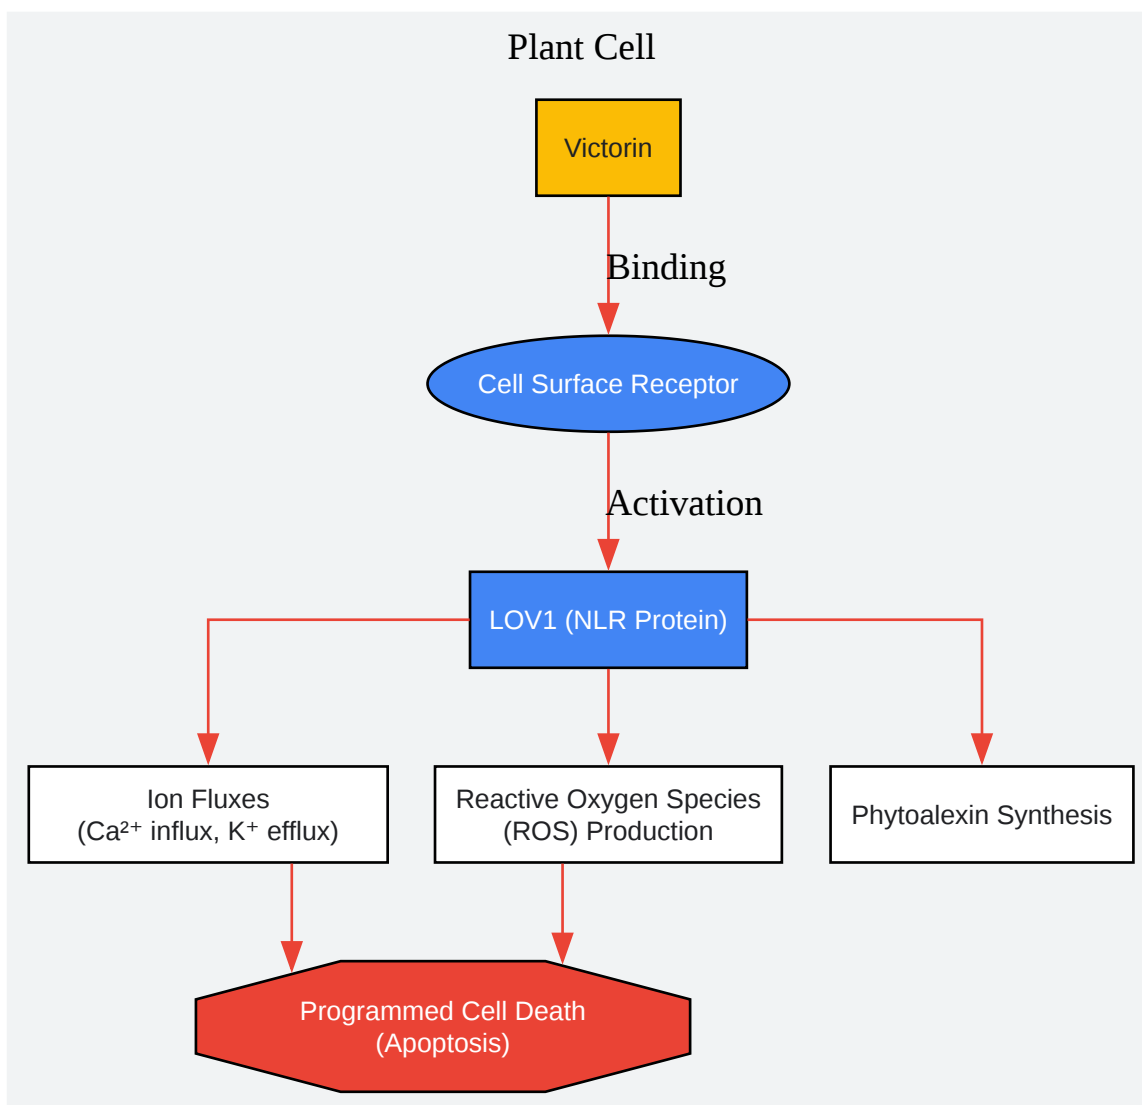 Plant Cell
Victorin
Binding
Cell Surface Receptor
Activation
LOV1 (NLR Protein)
Ion Fluxes
(Ca²⁺ influx, K⁺ efflux)
Reactive Oxygen Species
(ROS) Production
Phytoalexin Synthesis
Programmed Cell Death
(Apoptosis)